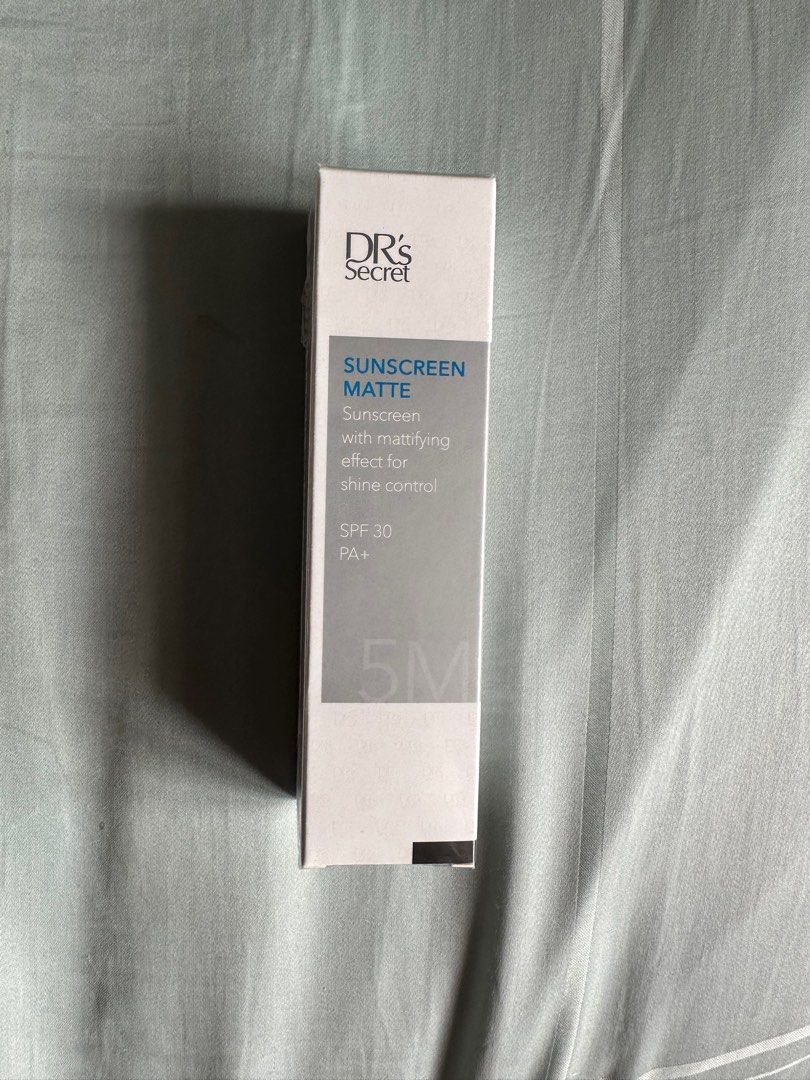 DR's
Secret
SUNSCREEN
MATTE
Sunscreen
with mattifying
effect for
shine control
SPF 30
PA+
5M